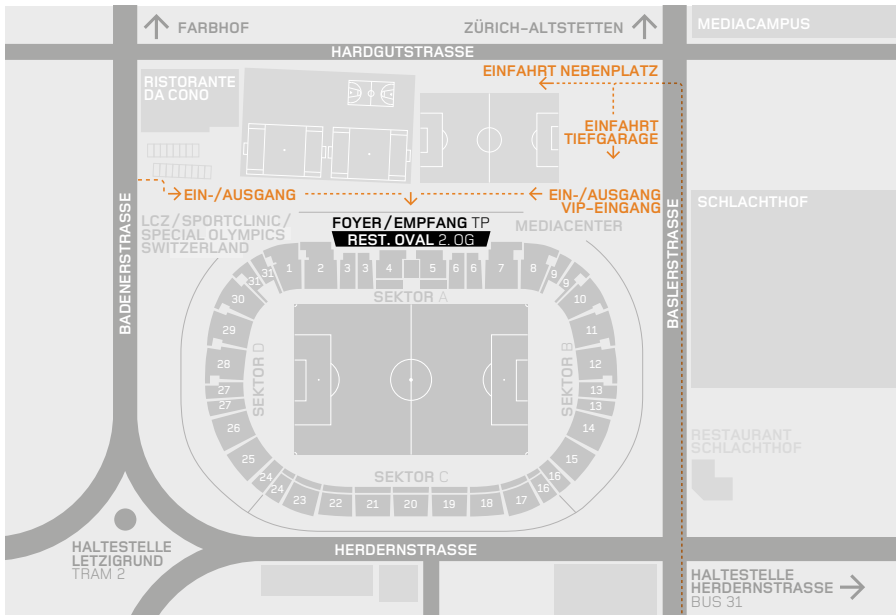 FARBHOF
ZÜRICH-ALTSTETTEN
MEDIACAMPUS
HARDGUTSTRASSE
EINFAHRT NEBENPLATZ
RISTORANTE
DA CONO
EINFAHRT
TIEFGARAGE
EIN-/AUSGANG
EIN-/AUSGANG
VIP-EINGANG
SCHLACHTHOF
LCZ/SPORTCLINIC/
SPECIAL OLYMPICS
SWITZERLAND
FOYER/EMPFANG TP
REST. OVAL 2. OG
MEDIACENTER
BADENERSTRASSE
BASLERSTRASSE
31 31 1 2 3 3 4 5 6 6 7 8 9 9
SEKTOR A
30
10
29
11
28
12
SEKTOR D
SEKTOR B
27
13
27
13
26
14
25
15
RESTAURANT
SCHLACHTHOF
SEKTOR C
24
16
24
16
23 22 21 20 19 18 17
HALTESTELLE
LETZIGRUND
TRAM 2
HERDERNSTRASSE
HALTESTELLE
HERDERNSTRASSE
BUS 31